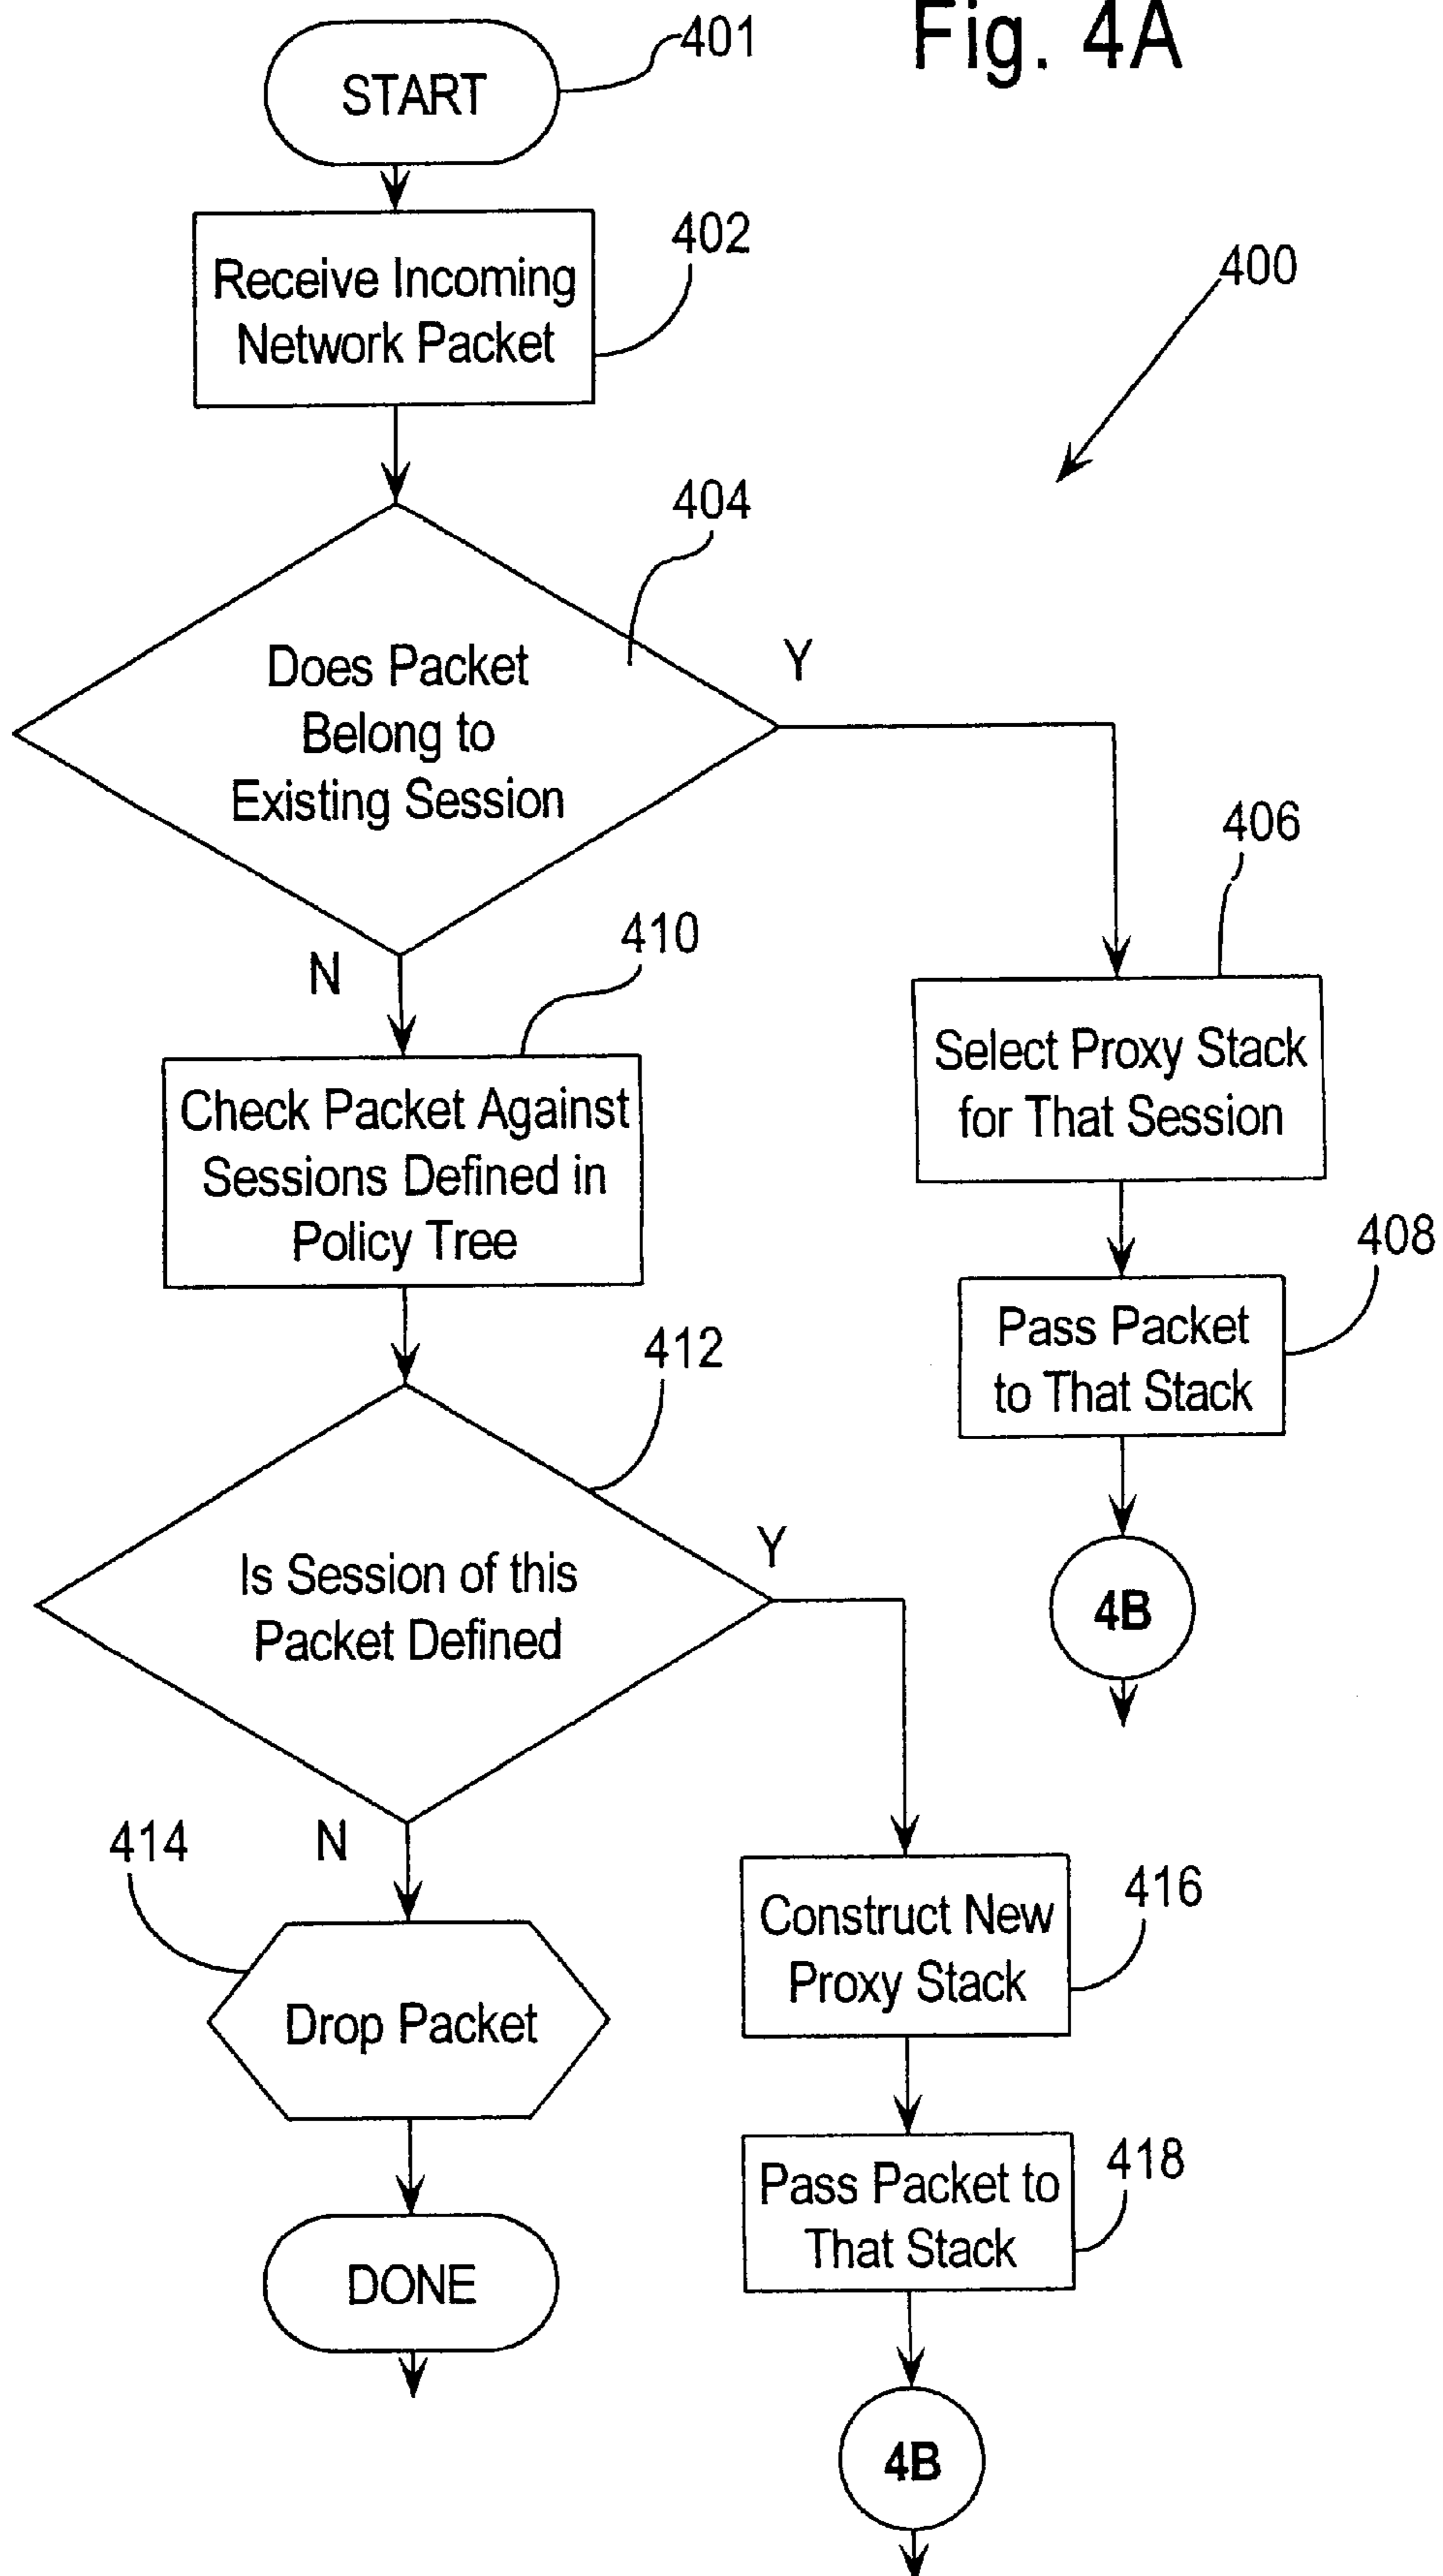 Fig. 4A
START
401
Receive Incoming
Network Packet
402
400
Does Packet
Belong to
Existing Session
404
Y
N
406
Select Proxy Stack
for That Session
410
Check Packet Against
Sessions Defined in
Policy Tree
408
Pass Packet
to That Stack
4B
412
Is Session of this
Packet Defined
Y
N
414
Drop Packet
DONE
416
Construct New
Proxy Stack
418
Pass Packet to
That Stack
4B